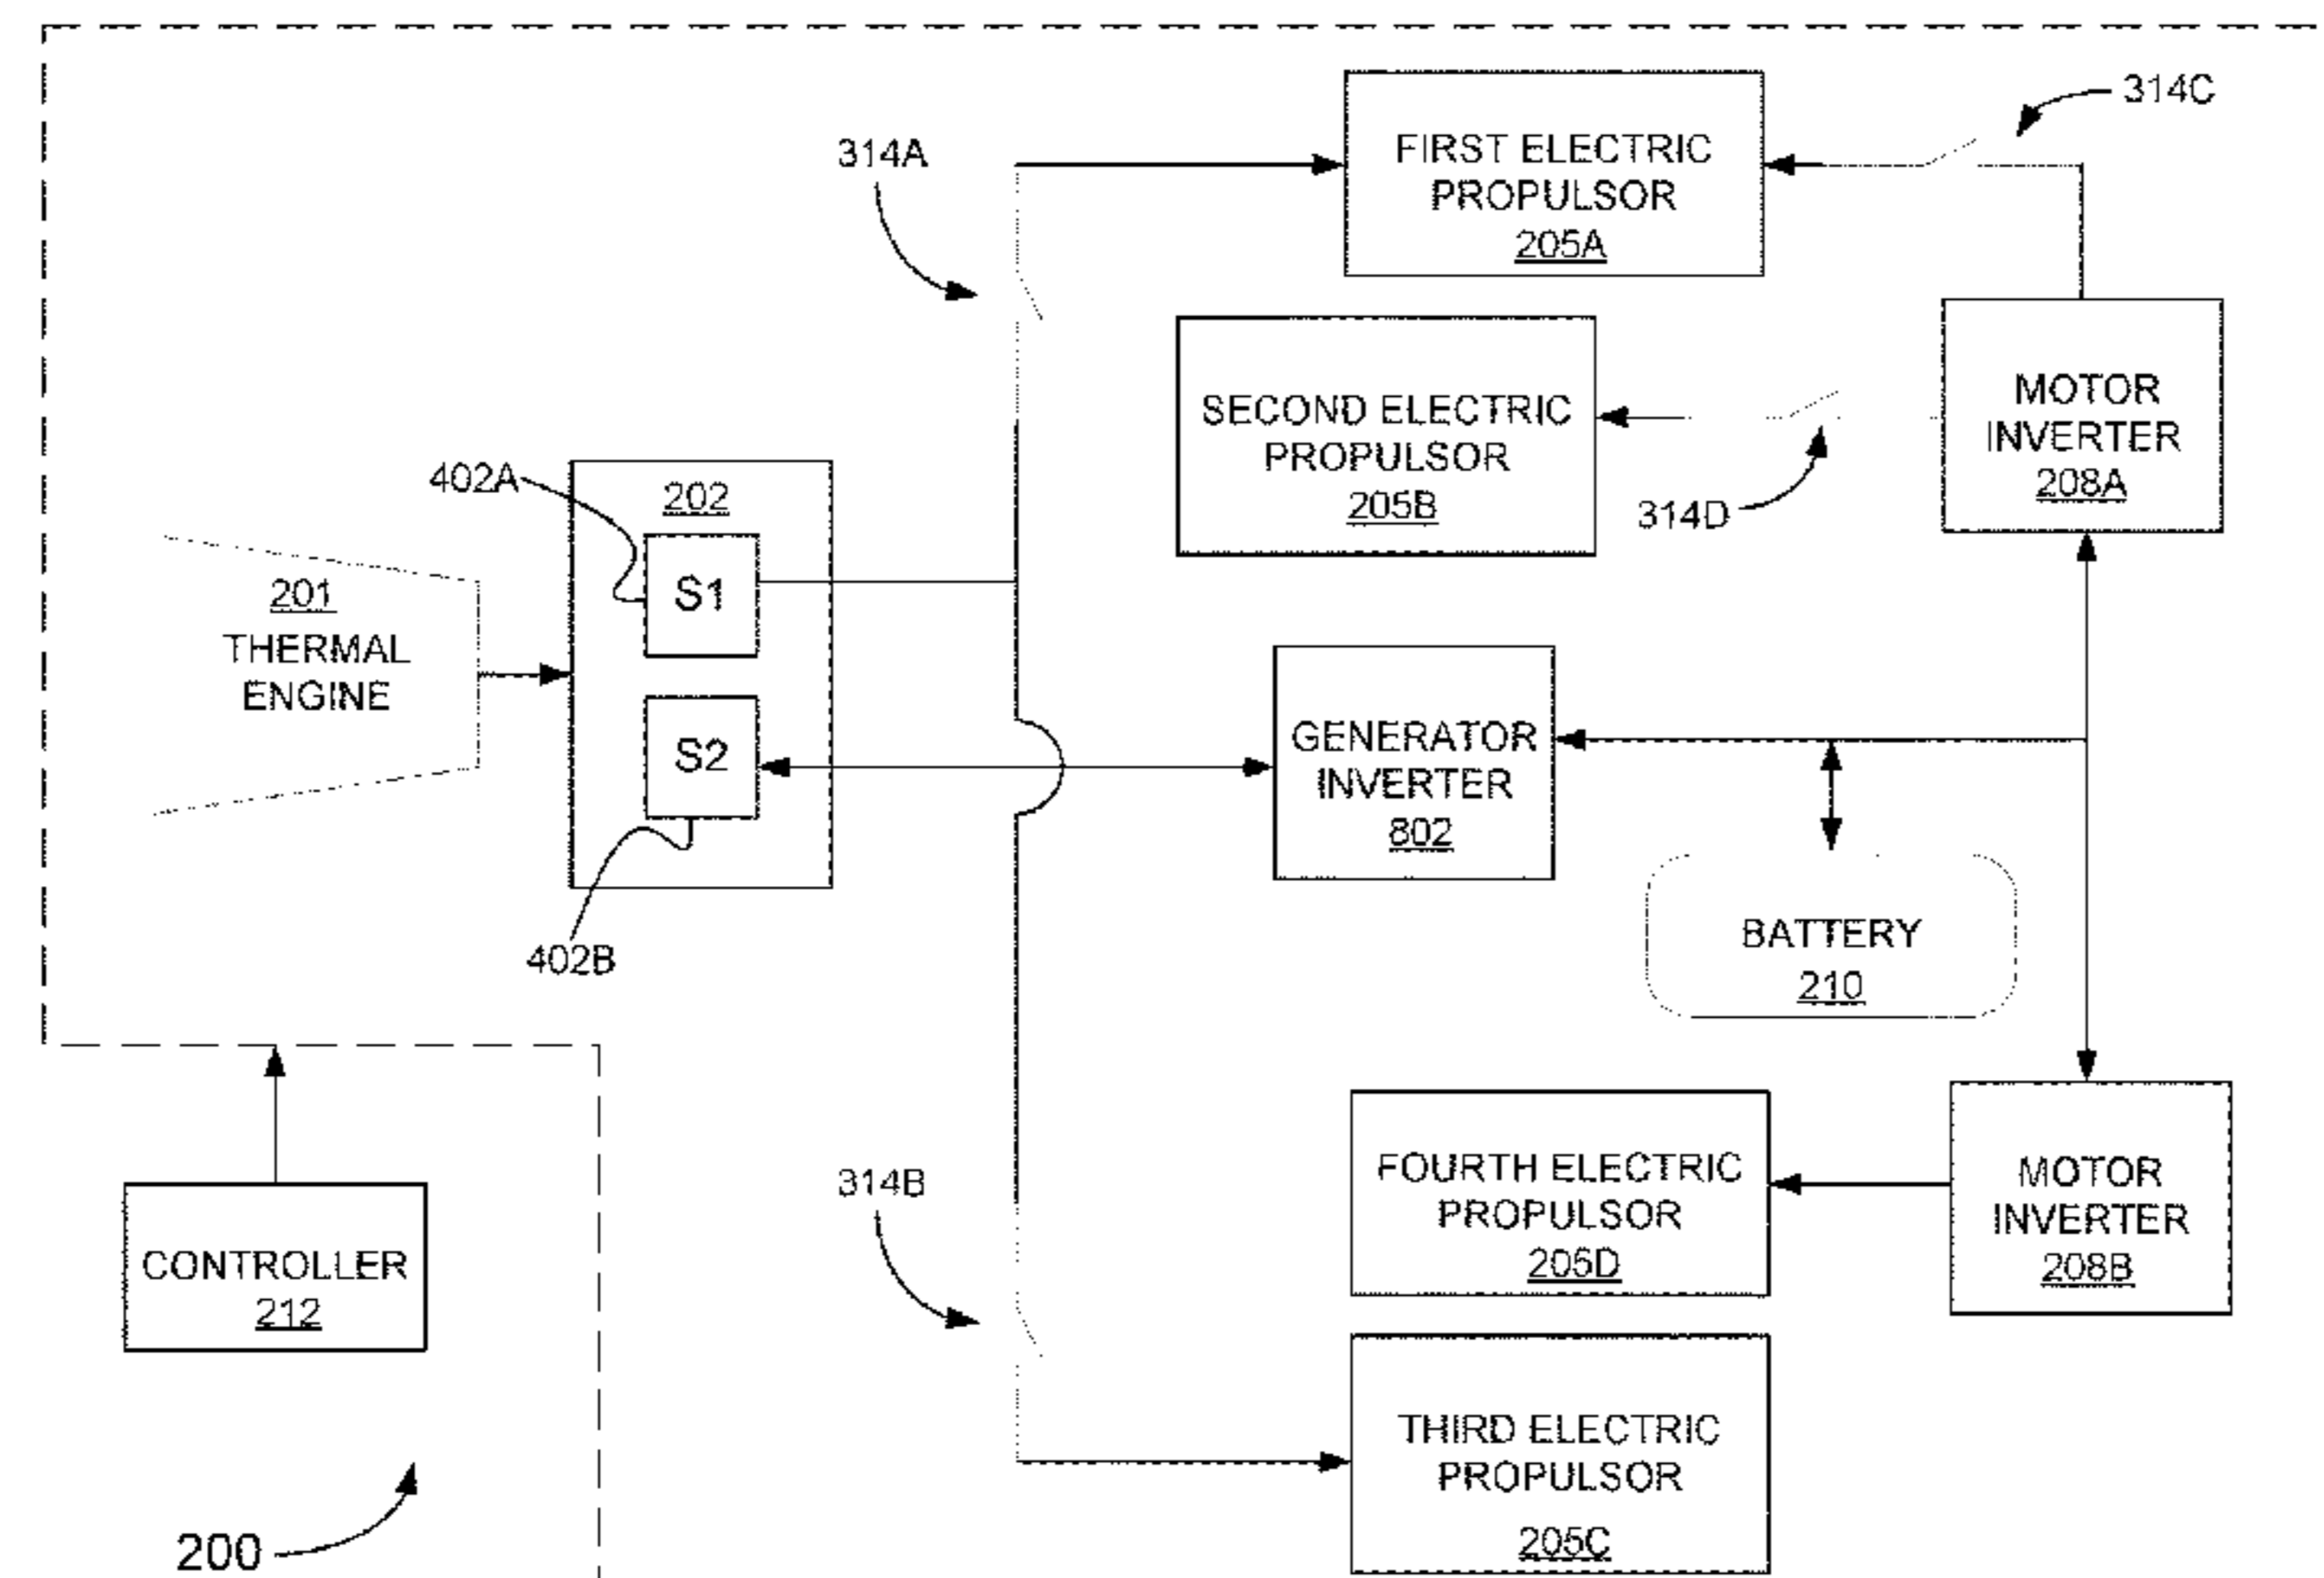 314C
314A
FIRST ELECTRIC
PROPULSOR
205A
SECOND ELECTRIC
PROPULSOR
205B
314D
MOTOR
INVERTER
208A
402A
202
S1
S2
402B
201
THERMAL
ENGINE
GENERATOR
INVERTER
802
BATTERY
210
314B
FOURTH ELECTRIC
PROPULSOR
205D
MOTOR
INVERTER
208B
CONTROLLER
212
THIRD ELECTRIC
PROPULSOR
205C
200